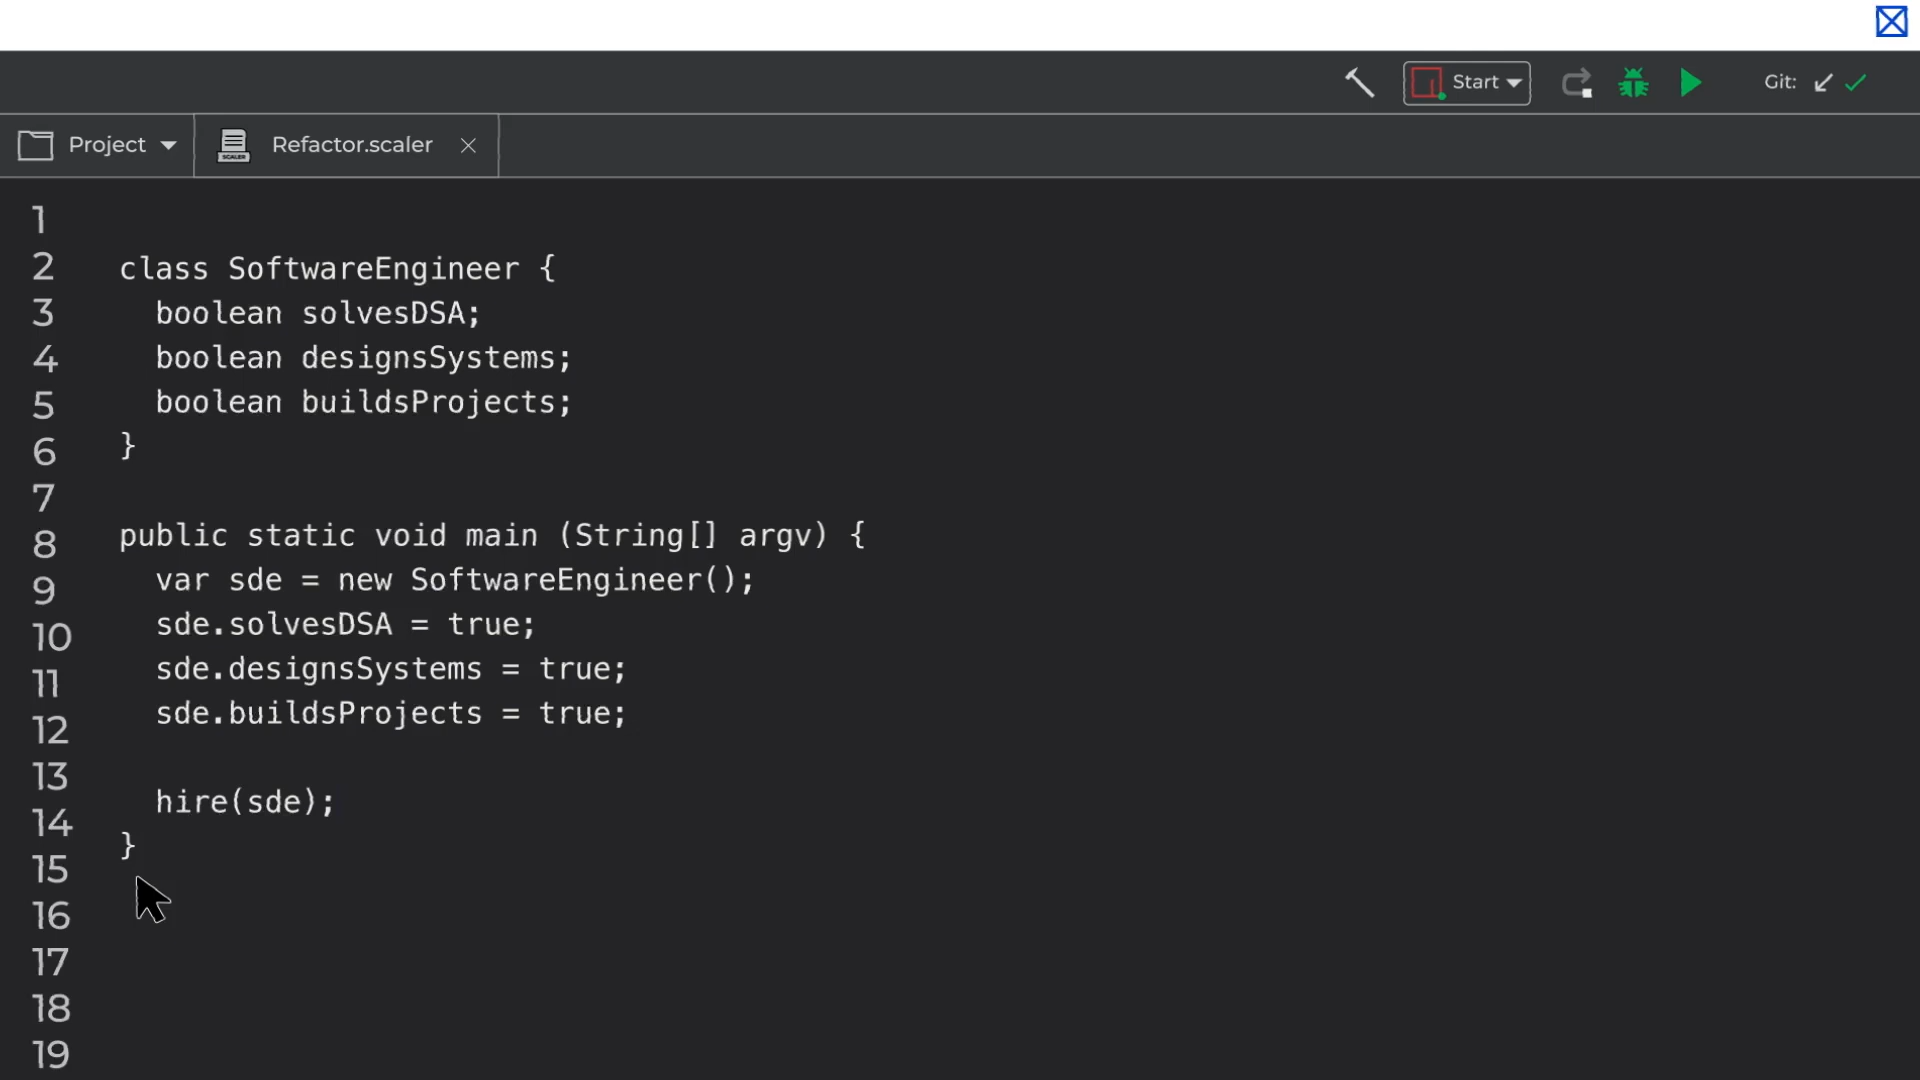 Start
Git:
Project
SCALER
Refactor.scaler
1
2 class SoftwareEngineer {
3 boolean solvesDSA;
4 boolean designsSystems;
5 boolean buildsProjects;
6 }
7
8 public static void main (String[] argv) {
9 var sde = new SoftwareEngineer();
10 sde.solvesDSA = true;
11 sde.designsSystems = true;
12 sde.buildsProjects = true;
13
14 hire(sde);
15 }
16
17
18
19